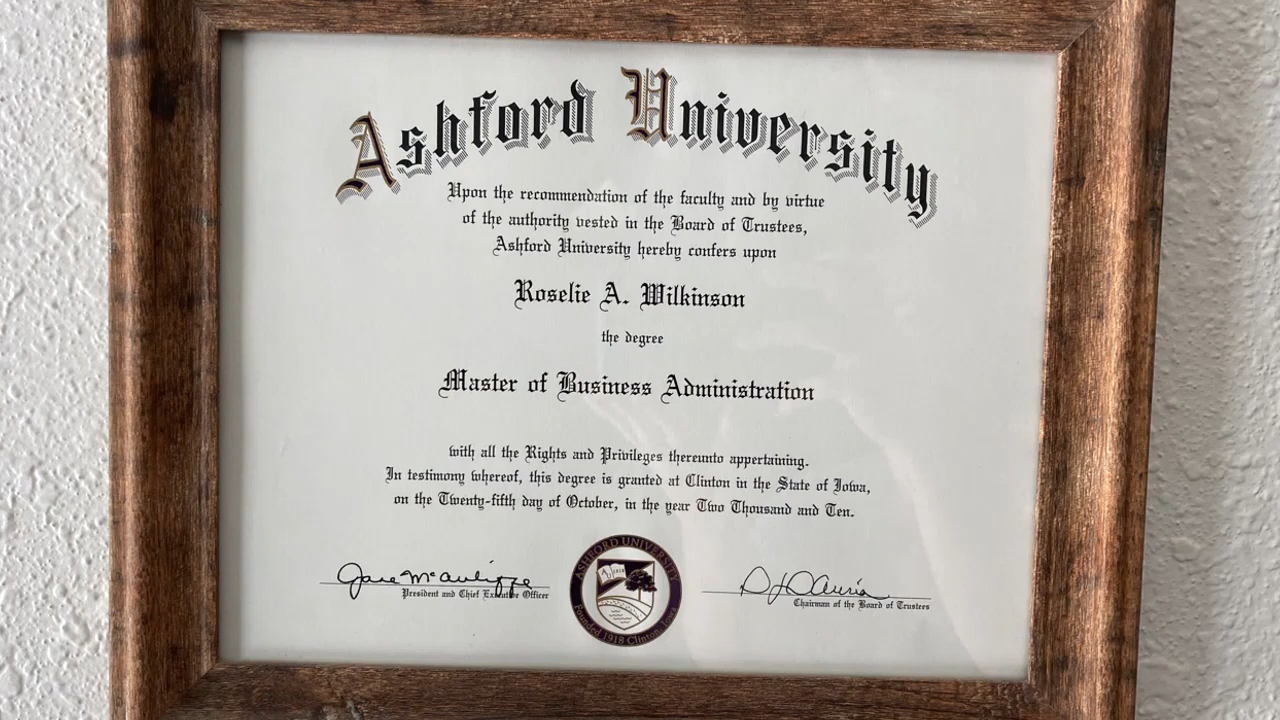 Ashford University
Upon the recommendation of the faculty and by virtue
of the authority vested in the Board of Trustees,
Ashford University hereby confers upon
Roselie A. Wilkinson
the degree
Master of Business Administration
with all the Rights and Privileges thereunto appertaining.
In testimony whereof, this degree is granted at Clinton in the State of Iowa,
on the Twenty-fifth day of October, in the year Two Thousand and Ten.
Jane McAuliffe
President and Chief Executive Officer
ASHFORD UNIVERSITY
AU 1918
Founded 1918 Clinton, Iowa
Chairman of the Board of Trustees